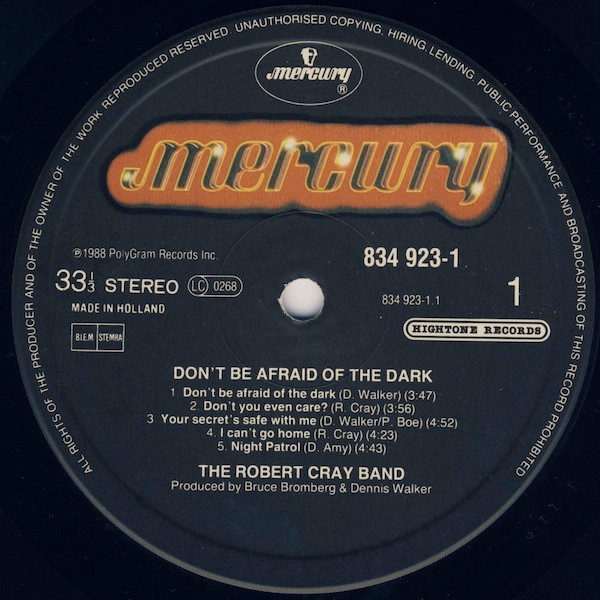 ALL RIGHTS OF THE PRODUCER AND OF THE OWNER OF THE WORK REPRODUCED RESERVED UNAUTHORISED COPYING, HIRING, LENDING, PUBLIC PERFORMANCE AND BROADCASTING OF THIS RECORD PROHIBITED
mercury
®
mercury
℗1988 PolyGram Records Inc.
834 923-1
33⅓ STEREO LC 0268
834 923-1.1
1
MADE IN HOLLAND
HIGHTONE RECORDS
B.I.E.M STEMRA
DON'T BE AFRAID OF THE DARK
1. Don't be afraid of the dark (D. Walker) (3:47)
2. Don't you even care? (R. Cray) (3:56)
3 Your secret's safe with me (D. Walker/P. Boe) (4:52)
4. I can't go home (R. Cray) (4:23)
5. Night Patrol (D. Amy) (4:43)
THE ROBERT CRAY BAND
Produced by Bruce Bromberg & Dennis Walker